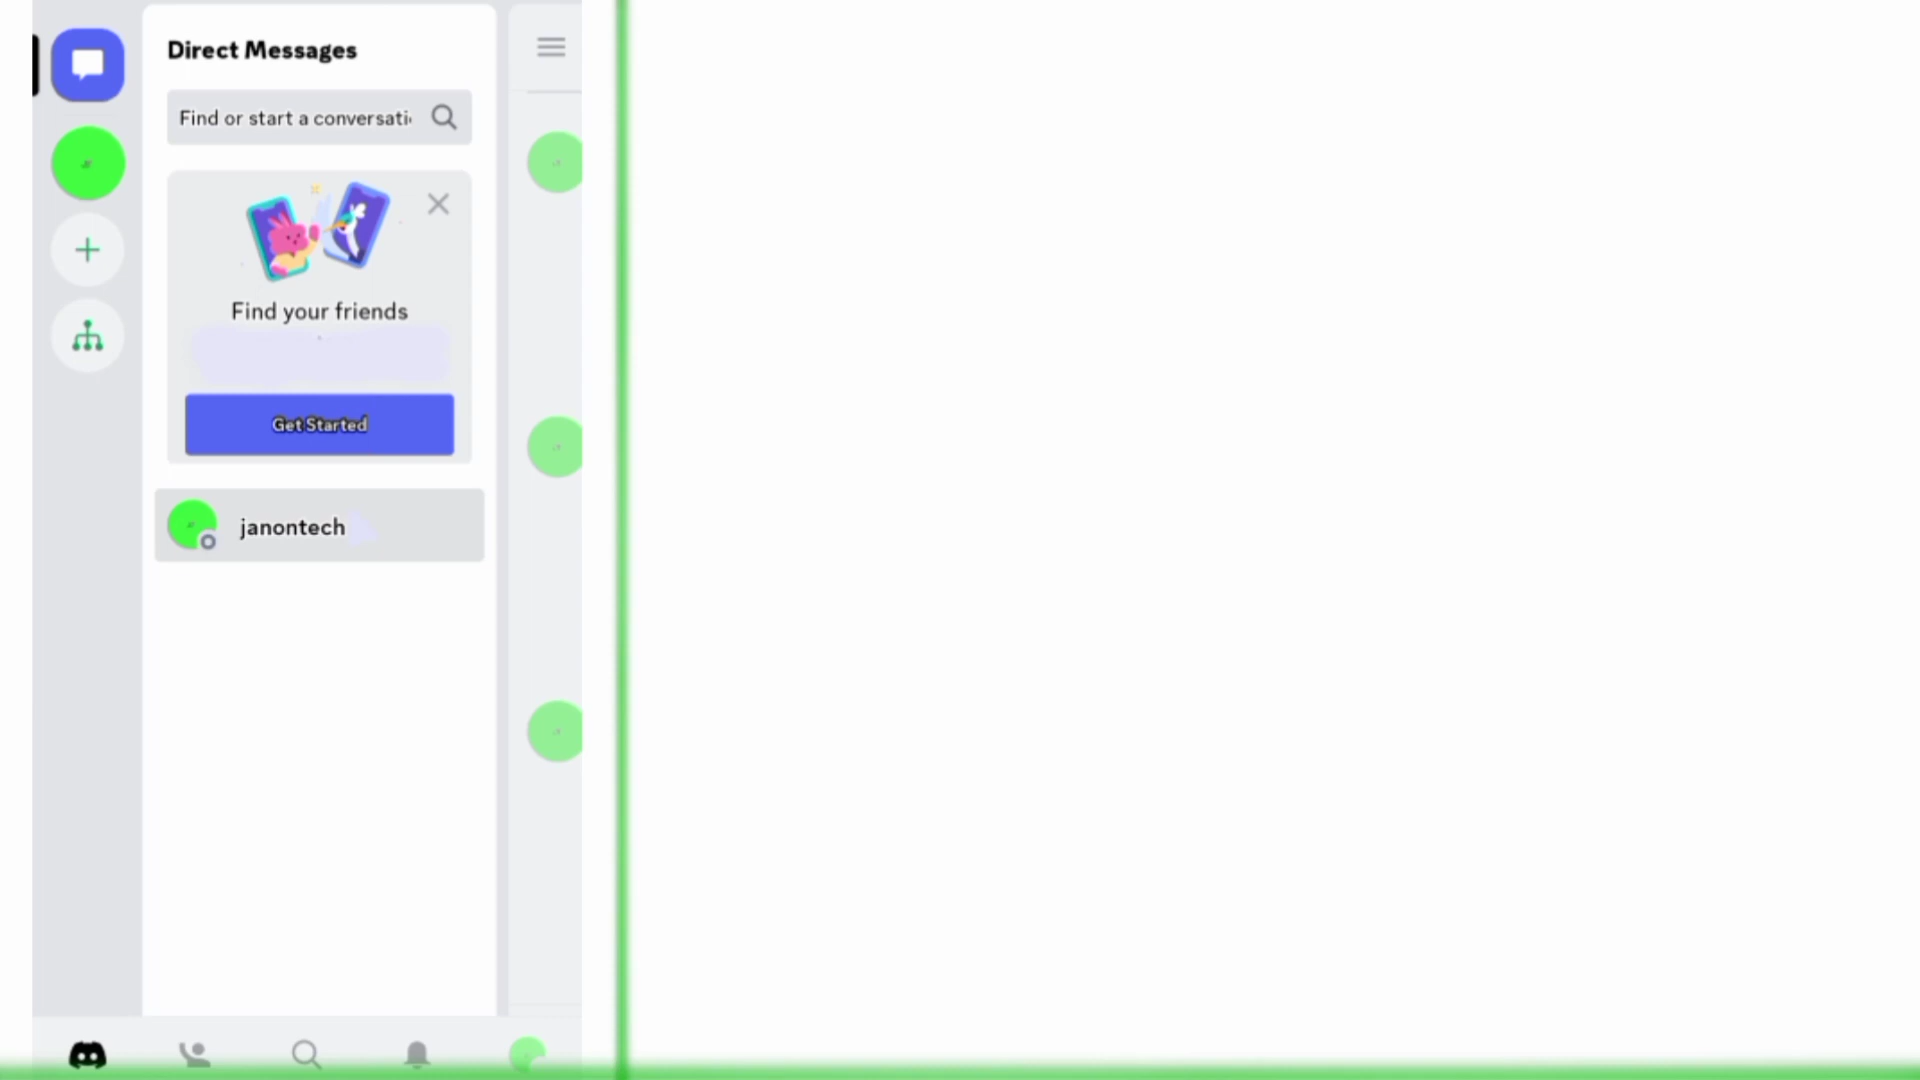 Direct Messages
Find or start a conversati
Find your friends
Get Started
janontech